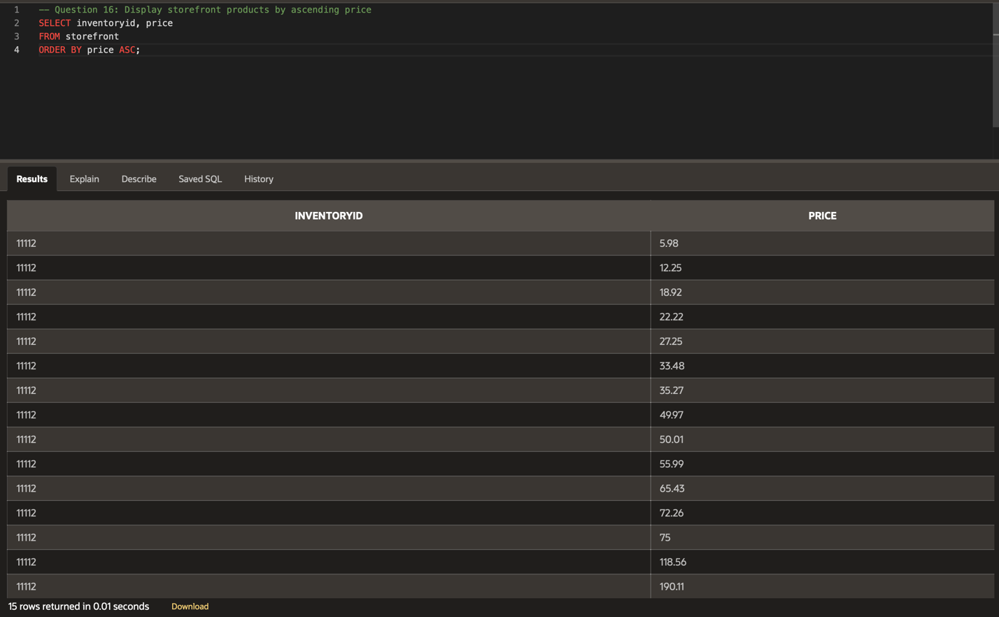 1 -- Question 16: Display storefront products by ascending price
2 SELECT inventoryid, price
3 FROM storefront
4 ORDER BY price ASC;
Results Explain Describe Saved SQL History
INVENTORYID PRICE
11112 5.98
11112 12.25
11112 18.92
11112 22.22
11112 27.25
11112 33.48
11112 35.27
11112 49.97
11112 50.01
11112 55.99
11112 65.43
11112 72.26
11112 75
11112 118.56
11112 190.11
15 rows returned in 0.01 seconds Download